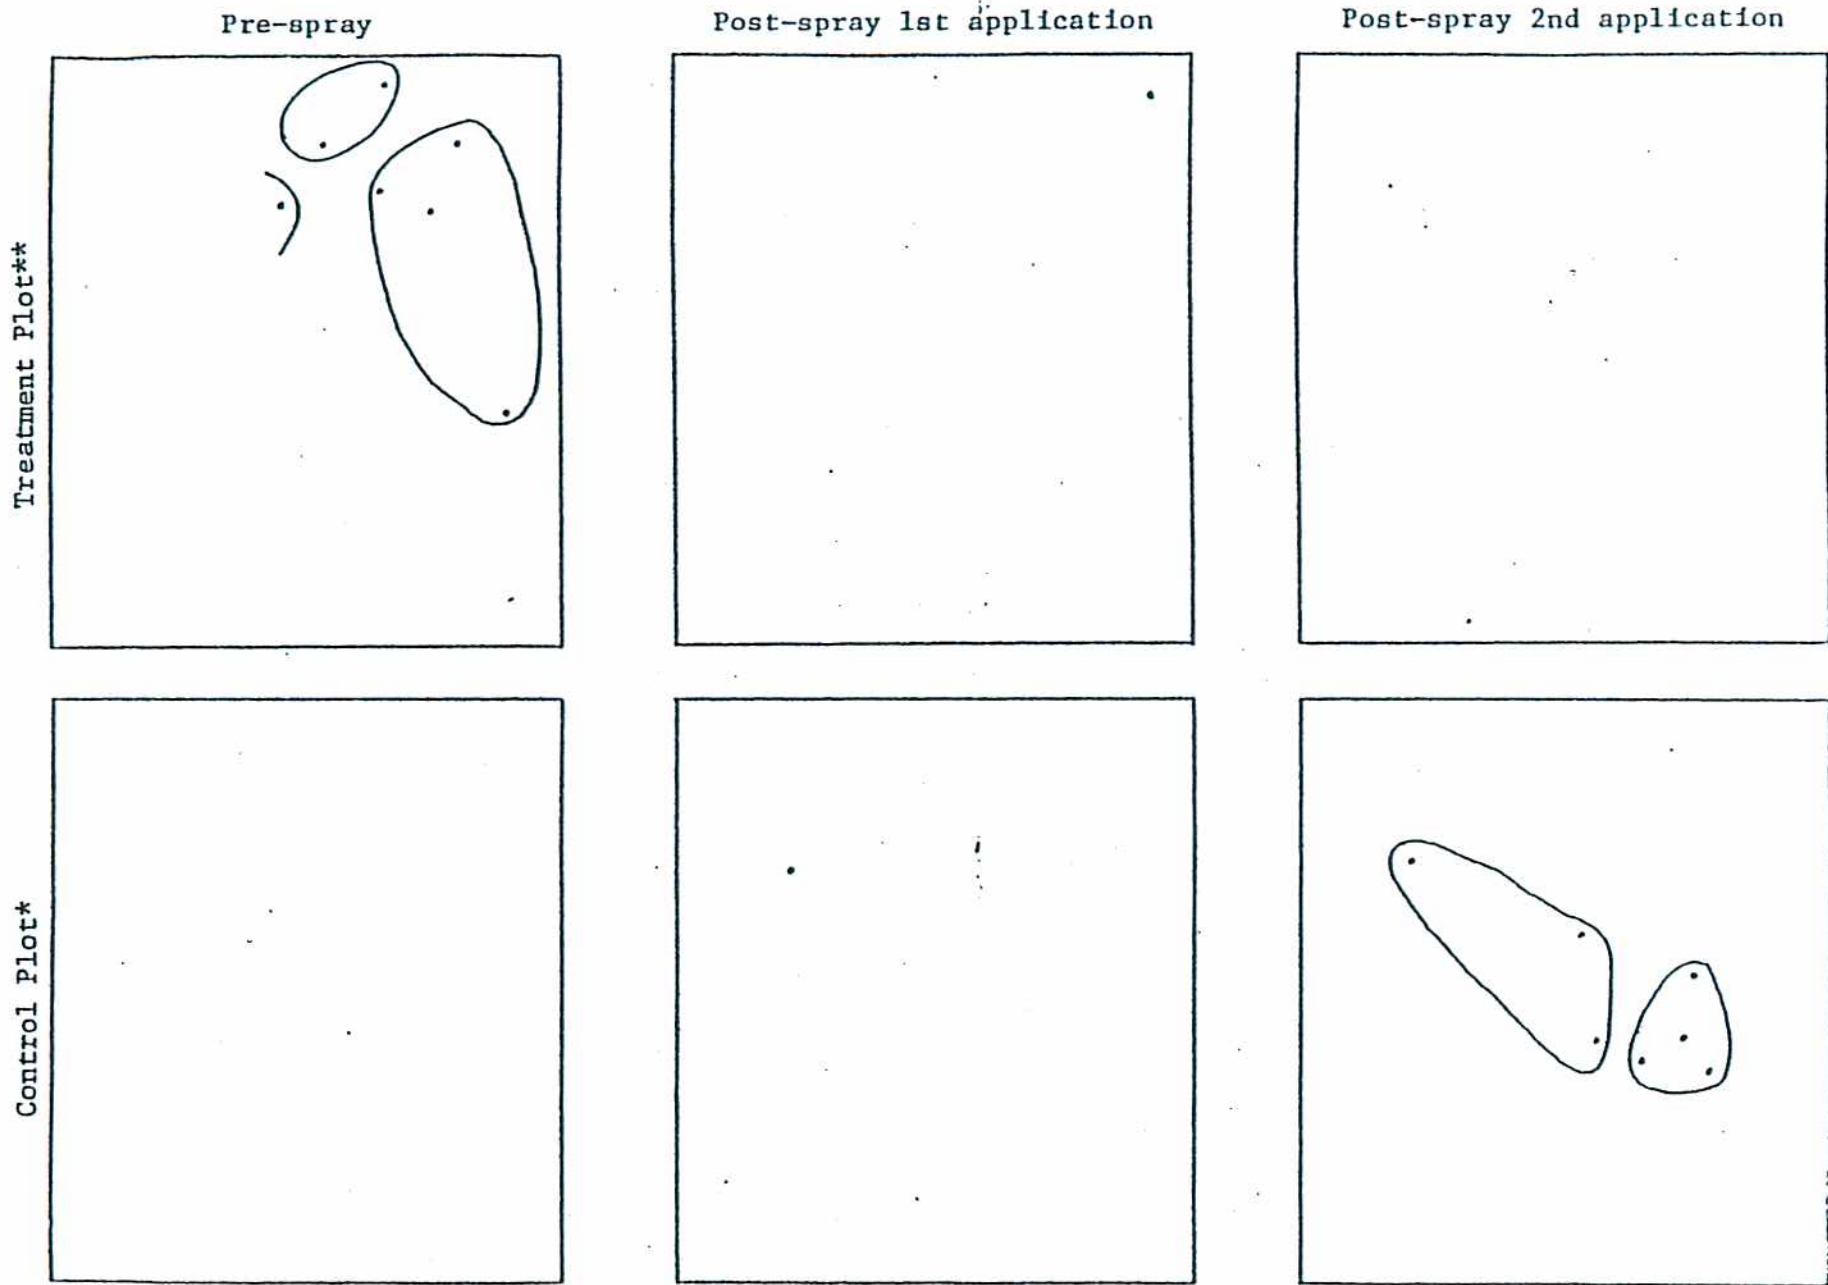 Pre-spray
Post-spray 1st application
Post-spray 2nd application
Treatment Plot**
Control Plot*